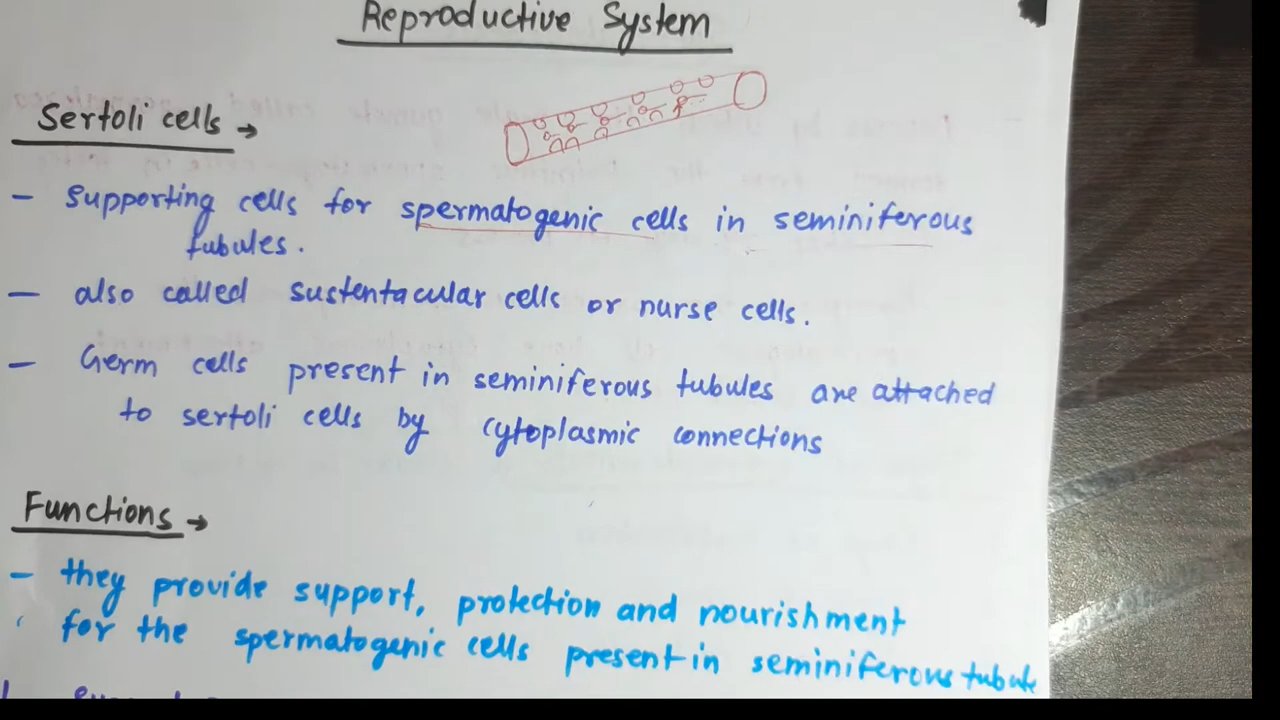 Reproductive System
Sertoli cells →
- Supporting cells for spermatogenic cells in seminiferous
tubules.
- also called sustentacular cells or nurse cells.
- Germ cells present in seminiferous tubules are attached
to sertoli cells by cytoplasmic connections
Functions →
- they provide support, protection and nourishment
for the spermatogenic cells present in seminiferous tubule